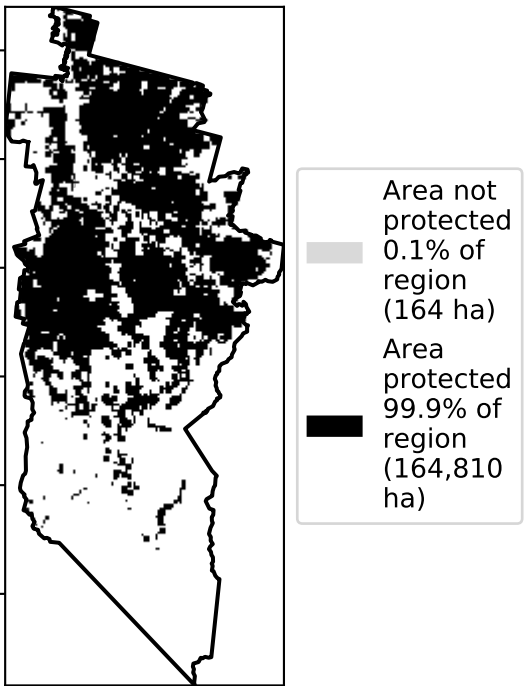 Area not
protected
0.1% of
region
(164 ha)
Area
protected
99.9% of
region
(164,810
ha)